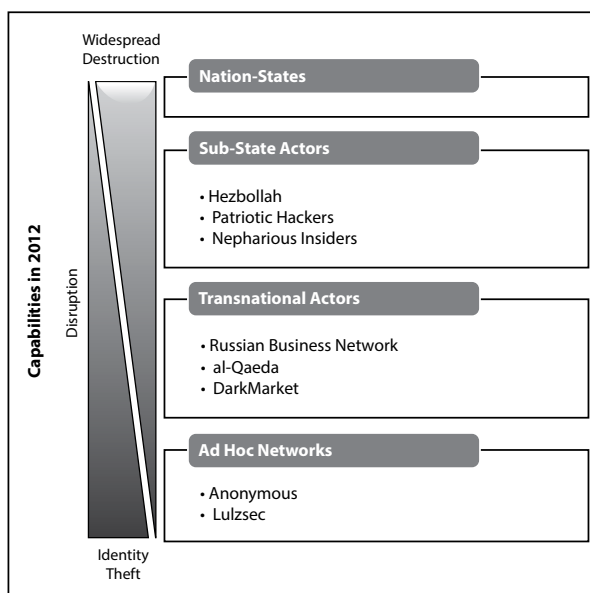 Widespread
Destruction
Nation-States
Sub-State Actors
• Hezbollah
• Patriotic Hackers
• Nepharious Insiders
Capabilities in 2012
Disruption
Transnational Actors
• Russian Business Network
• al-Qaeda
• DarkMarket
Ad Hoc Networks
• Anonymous
• Lulzsec
Identity
Theft